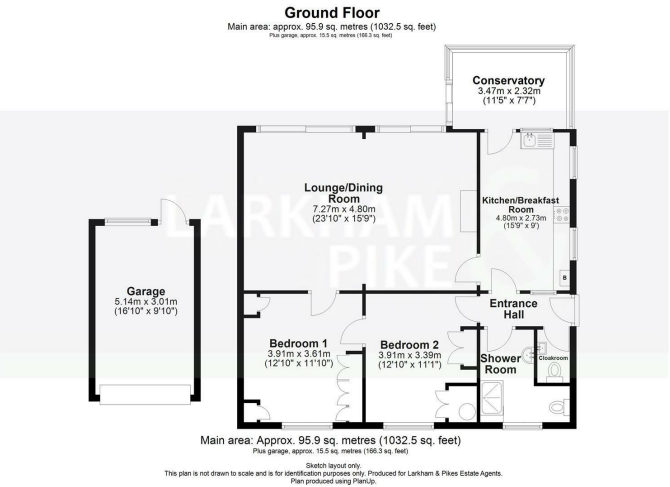 Ground Floor
Main area: approx. 95.9 sq. metres (1032.5 sq. feet)
Plus garage, approx. 15.5 sq. metres (166.3 sq. feet)
Conservatory
3.47m x 2.32m
(11'5" x 7'7")
Lounge/Dining
Room
7.27m x 4.80m
(23'10" x 15'9")
Kitchen/Breakfast
Room
4.80m x 2.73m
(15'9" x 9')
LARKHAM
PIKE
B
Garage
5.14m x 3.01m
(16'10" x 9'10")
Entrance
Hall
Bedroom 1
3.91m x 3.61m
(12'10" x 11'10")
Bedroom 2
3.91m x 3.39m
(12'10" x 11'1")
Shower
Room
Cloakroom
Main area: Approx. 95.9 sq. metres (1032.5 sq. feet)
Plus garage, approx. 15.5 sq. metres (166.3 sq. feet)
Sketch layout only.
This plan is not drawn to scale and is for identification purposes only. Produced for Larkham & Pikes Estate Agents.
Plan produced using PlanUp.